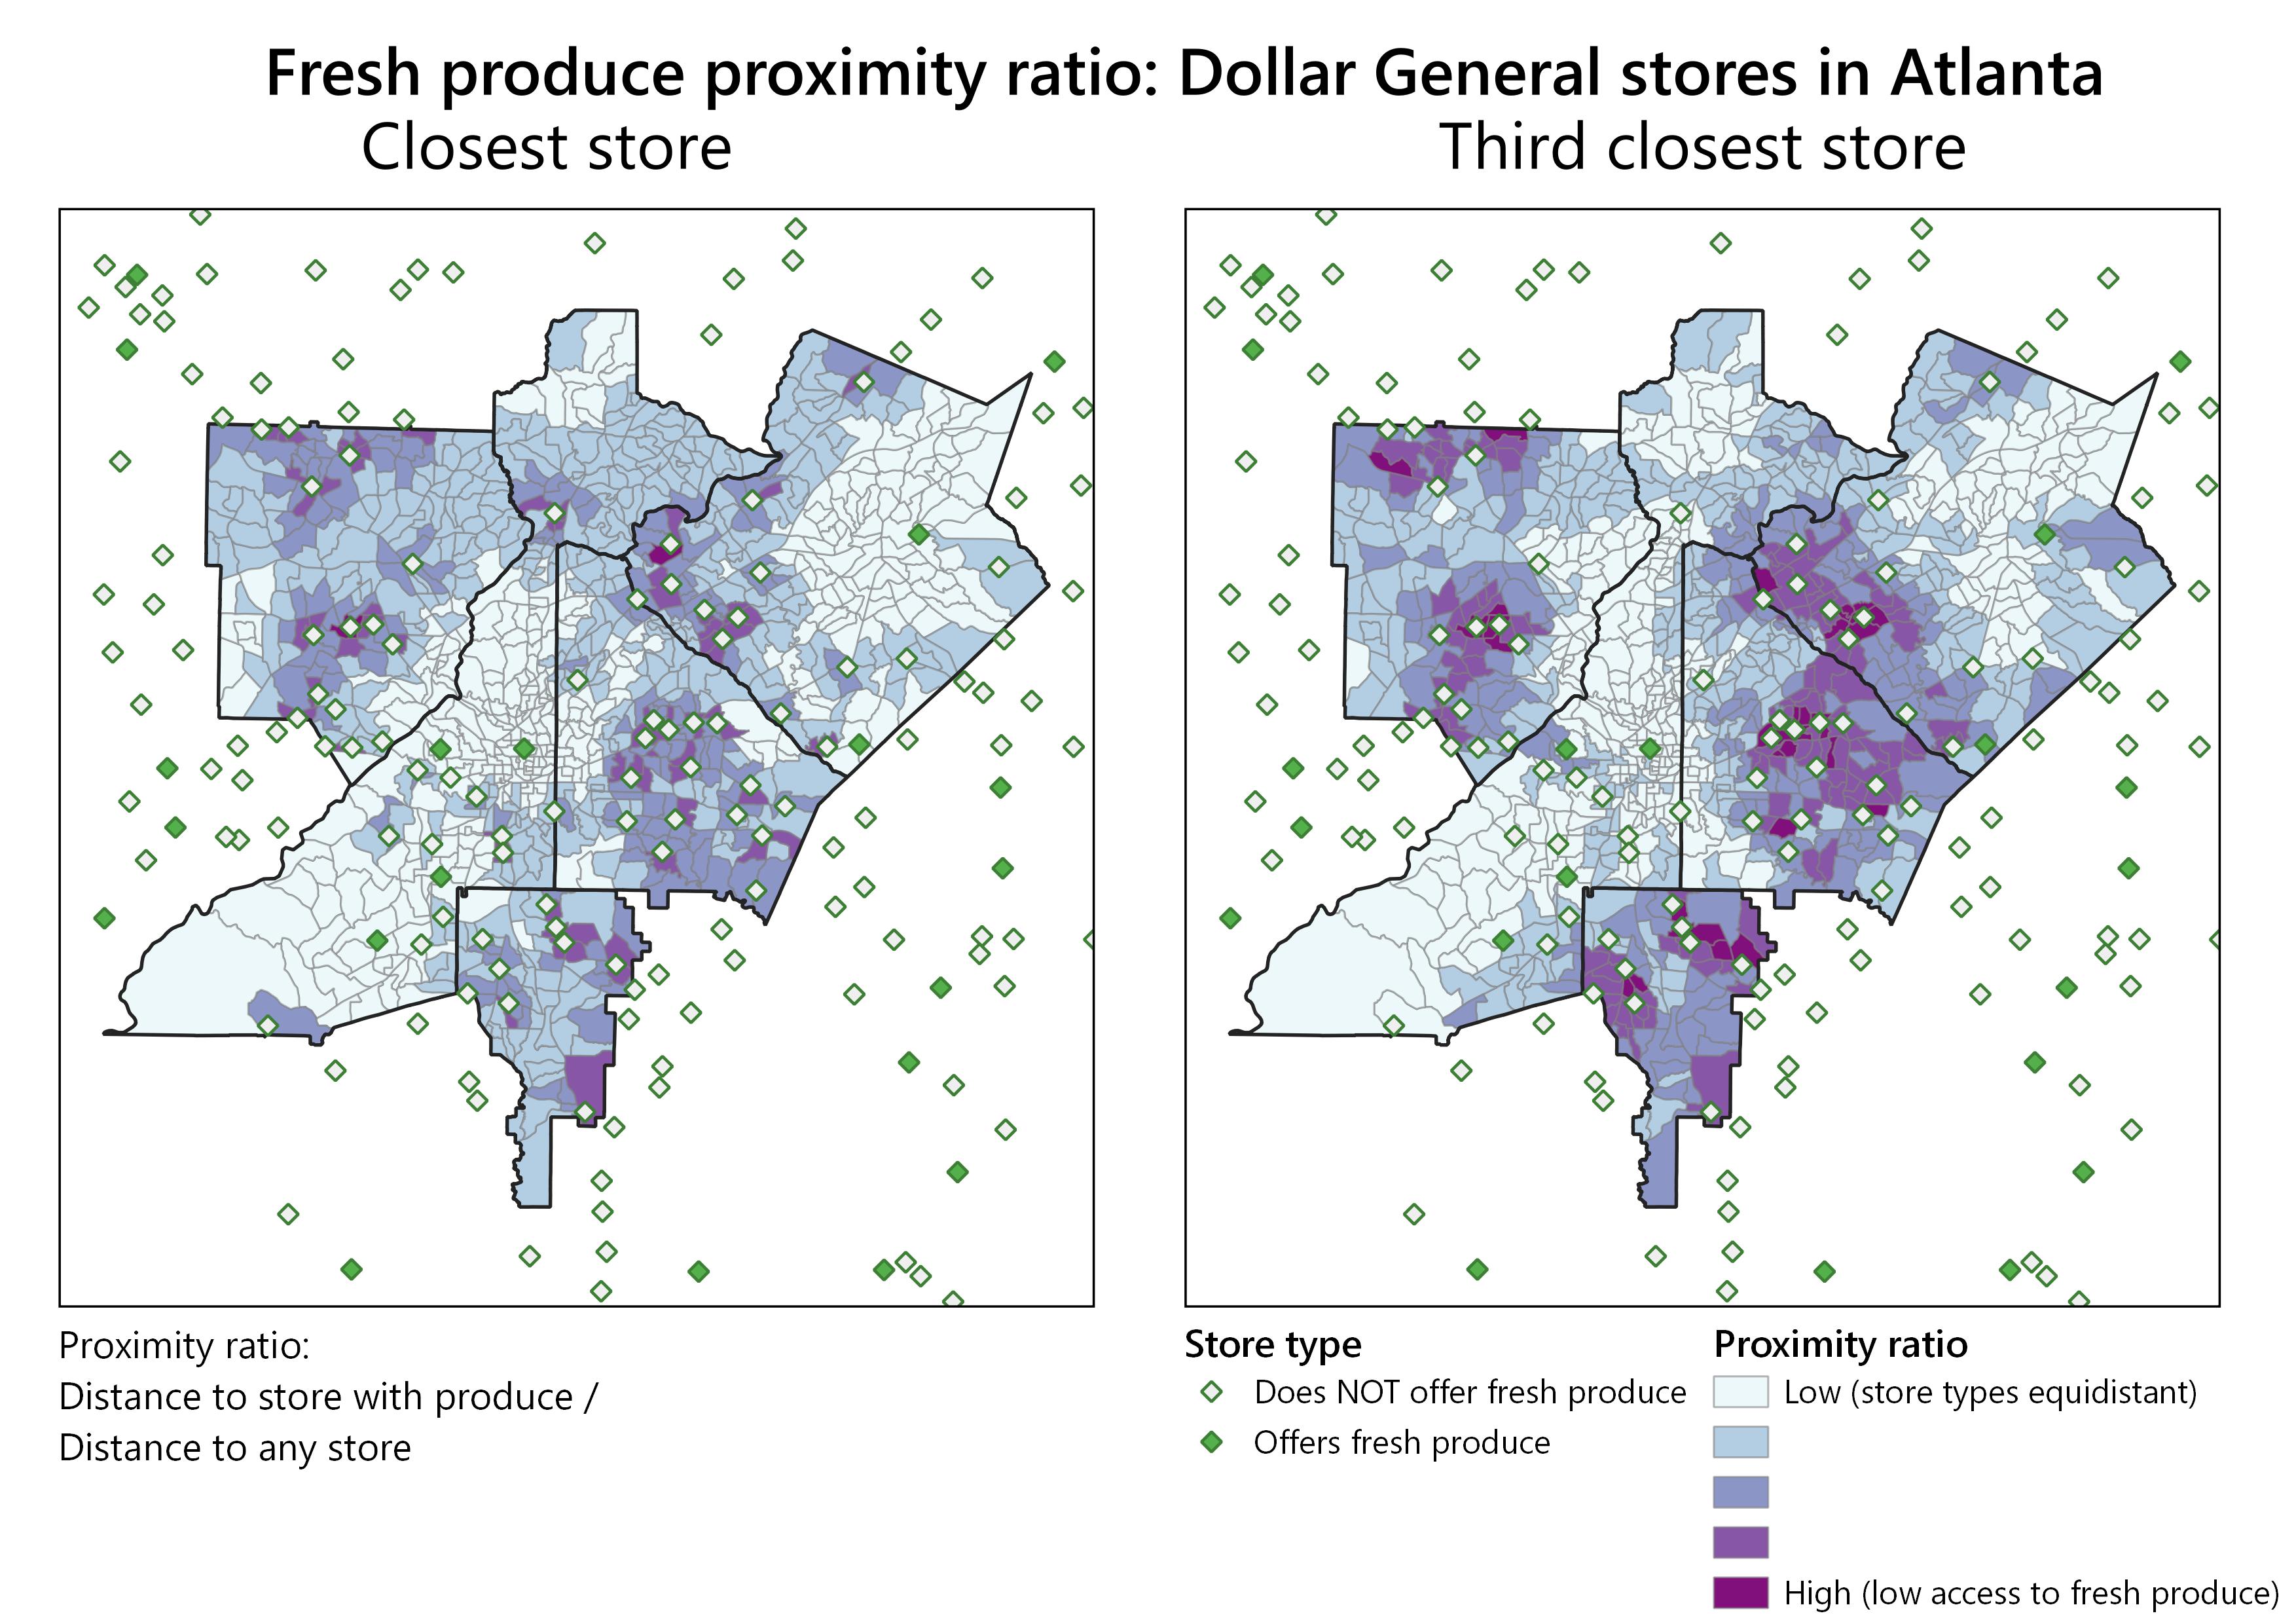 Fresh produce proximity ratio: Dollar General stores in Atlanta
Closest store
Third closest store
Proximity ratio:
Distance to store with produce /
Distance to any store
Store type
Does NOT offer fresh produce
Offers fresh produce
Proximity ratio
Low (store types equidistant)
High (low access to fresh produce)